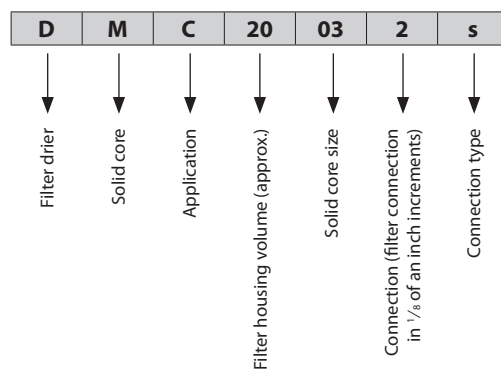 D M C 20 03 2 s
Filter drier
Solid core
Application
Filter housing volume (approx.)
Solid core size
Connection (filter connection
in 1/8 of an inch increments)
Connection type